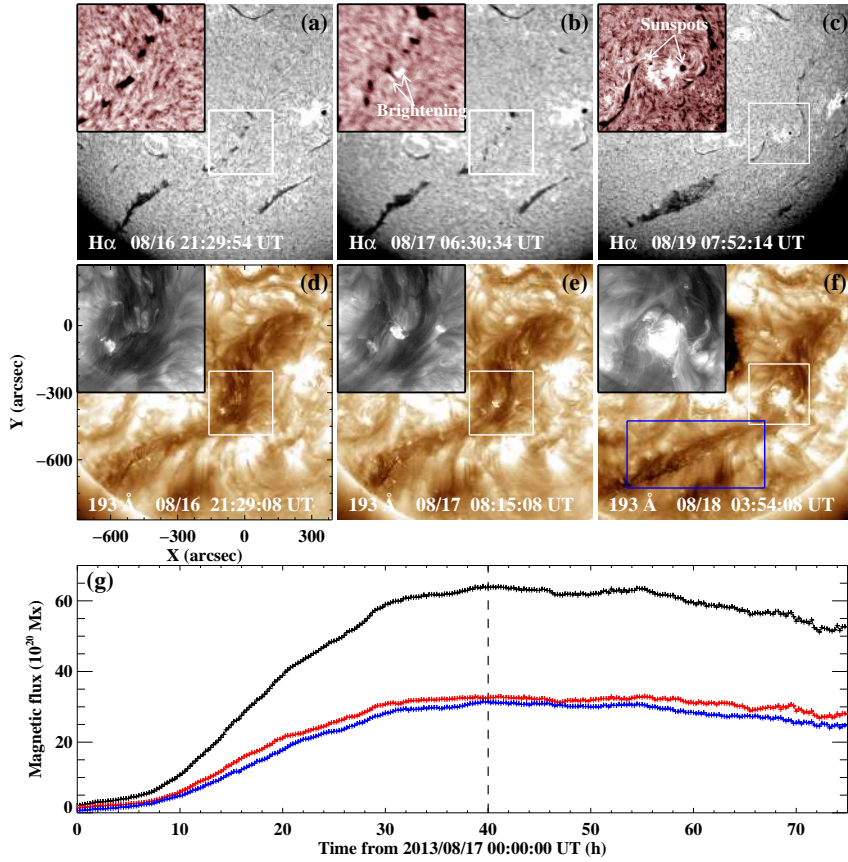 (a)
Hα 08/16 21:29:54 UT
(b)
Brightening
Hα 08/17 06:30:34 UT
(c)
Sunspots
Hα 08/19 07:52:14 UT
(d)
193 Å 08/16 21:29:08 UT
(e)
193 Å 08/17 08:15:08 UT
(f)
193 Å 08/18 03:54:08 UT
0
−300
−600
Y (arcsec)
−600 −300 0 300
X (arcsec)
(g)
60
40
20
0
Magnetic flux (10²⁰ Mx)
0 10 20 30 40 50 60 70
Time from 2013/08/17 00:00:00 UT (h)